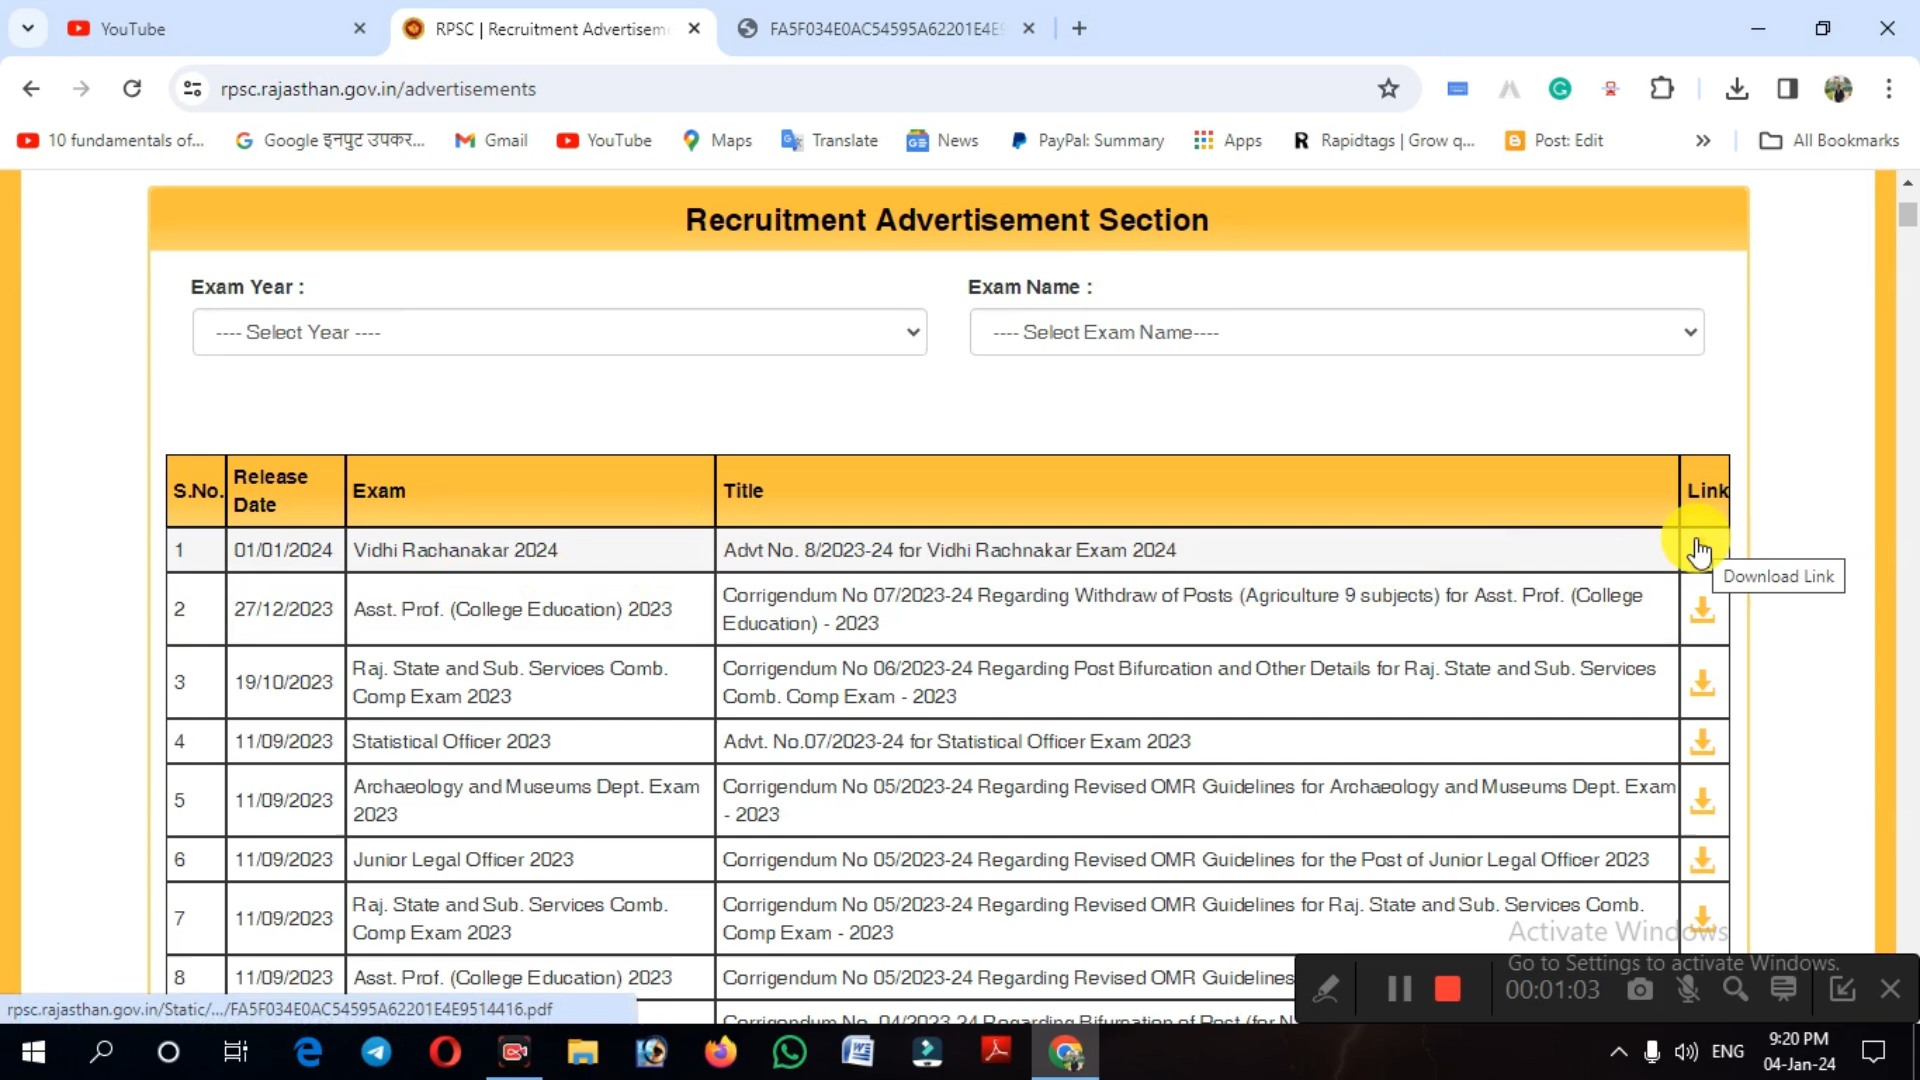 YouTube
RPSC | Recruitment Advertisem
FA5F034E0AC54595A62201E4E9
rpsc.rajasthan.gov.in/advertisements
10 fundamentals of... Google इनपुट उपकर... Gmail YouTube Maps Translate News PayPal: Summary Apps Rapidtags | Grow q... Post: Edit » All Bookmarks
Recruitment Advertisement Section
Exam Year :
Exam Name :
---- Select Year ----
---- Select Exam Name----
S.No. Release Date Exam Title Link
1 01/01/2024 Vidhi Rachanakar 2024 Advt No. 8/2023-24 for Vidhi Rachnakar Exam 2024
Download Link
2 27/12/2023 Asst. Prof. (College Education) 2023 Corrigendum No 07/2023-24 Regarding Withdraw of Posts (Agriculture 9 subjects) for Asst. Prof. (College
Education) - 2023
3 19/10/2023 Raj. State and Sub. Services Comb.
Comp Exam 2023
Corrigendum No 06/2023-24 Regarding Post Bifurcation and Other Details for Raj. State and Sub. Services
Comb. Comp Exam - 2023
4 11/09/2023 Statistical Officer 2023 Advt. No.07/2023-24 for Statistical Officer Exam 2023
5 11/09/2023 Archaeology and Museums Dept. Exam
2023
Corrigendum No 05/2023-24 Regarding Revised OMR Guidelines for Archaeology and Museums Dept. Exam
- 2023
6 11/09/2023 Junior Legal Officer 2023 Corrigendum No 05/2023-24 Regarding Revised OMR Guidelines for the Post of Junior Legal Officer 2023
7 11/09/2023 Raj. State and Sub. Services Comb.
Comp Exam 2023
Corrigendum No 05/2023-24 Regarding Revised OMR Guidelines for Raj. State and Sub. Services Comb.
Comp Exam - 2023
Activate Windows
Go to Settings to activate Windows.
8 11/09/2023 Asst. Prof. (College Education) 2023 Corrigendum No 05/2023-24 Regarding Revised OMR Guidelines
00:01:03
rpsc.rajasthan.gov.in/Static/.../FA5F034E0AC54595A62201E4E9514416.pdf
Corrigendum No. 04/2023-24 Regarding Bifurcation of Post (for N
ENG
9:20 PM
04-Jan-24